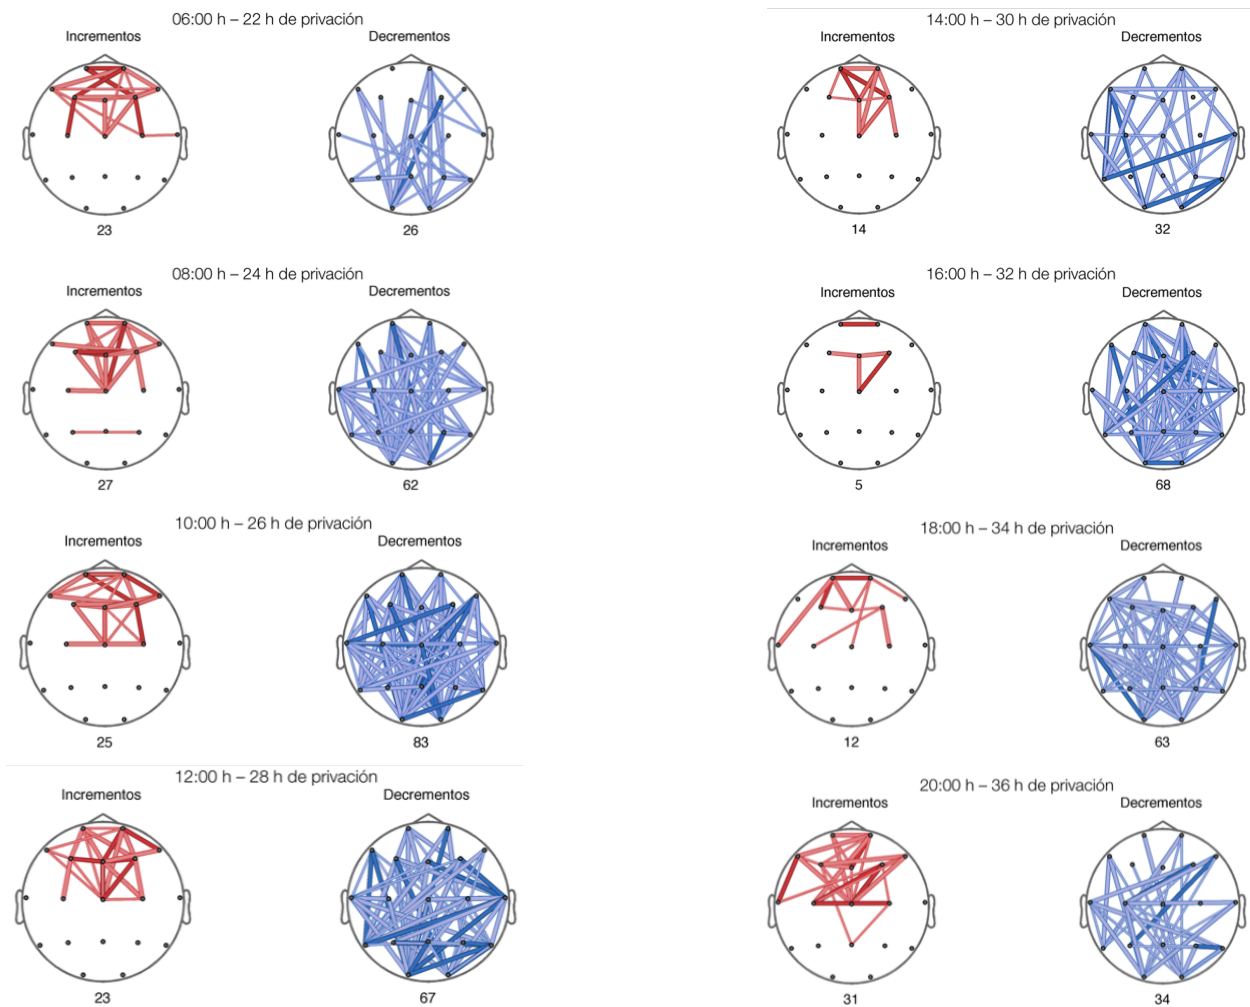 06:00 h – 22 h de privación
Incrementos
Decrementos
23
26
08:00 h – 24 h de privación
Incrementos
Decrementos
27
62
10:00 h – 26 h de privación
Incrementos
Decrementos
25
83
12:00 h – 28 h de privación
Incrementos
Decrementos
23
67
14:00 h – 30 h de privación
Incrementos
Decrementos
14
32
16:00 h – 32 h de privación
Incrementos
Decrementos
5
68
18:00 h – 34 h de privación
Incrementos
Decrementos
12
63
20:00 h – 36 h de privación
Incrementos
Decrementos
31
34